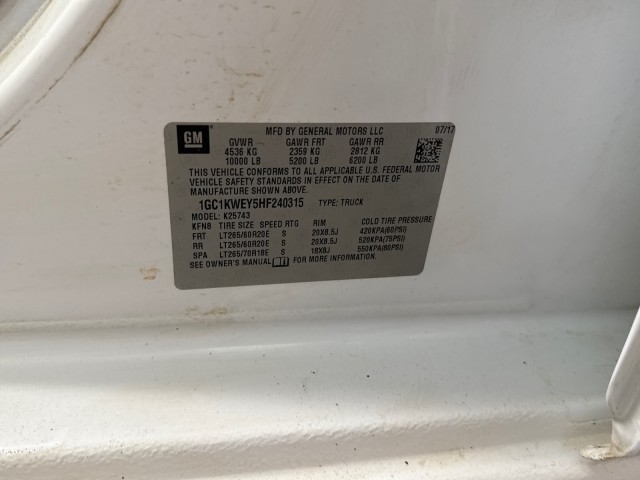 GM MFD BY GENERAL MOTORS LLC 07/17
GVWR GAWR FRT GAWR RR
4536 KG 2359 KG 2812 KG
10000 LB 5200 LB 6200 LB
THIS VEHICLE CONFORMS TO ALL APPLICABLE U.S. FEDERAL MOTOR
VEHICLE SAFETY STANDARDS IN EFFECT ON THE DATE OF
MANUFACTURE SHOWN ABOVE.
1GC1KWEY5HF240315 TYPE: TRUCK
MODEL: K25743
KFN8 TIRE SIZE SPEED RTG RIM COLD TIRE PRESSURE
FRT LT265/60R20E S 20X8.5J 420KPA(60PSI)
RR LT265/60R20E S 20X8.5J 520KPA(75PSI)
SPA LT265/70R18E S 18X8J 550KPA(80PSI)
SEE OWNER'S MANUAL FOR MORE INFORMATION.